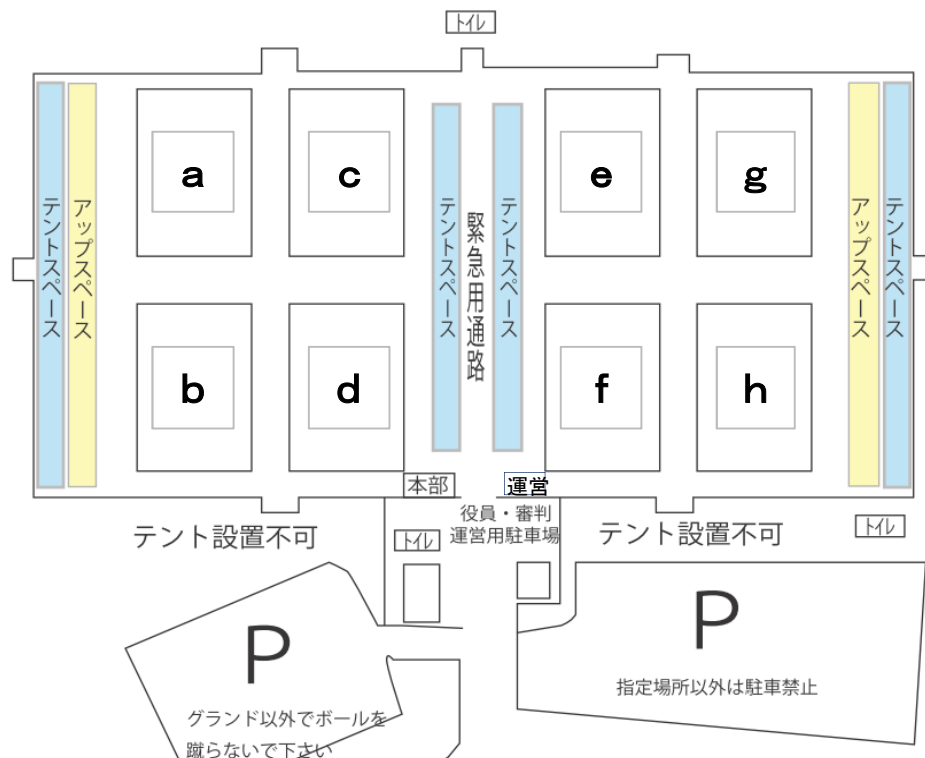 トイレ
a
c
e
g
テントスペース
アップスペース
テントスペース
緊急用通路
テントスペース
アップスペース
テントスペース
b
d
f
h
本部
運営
役員・審判
運営用駐車場
テント設置不可
テント設置不可
トイレ
トイレ
P
P
指定場所以外は駐車禁止
グランド以外でボールを
蹴らないで下さい